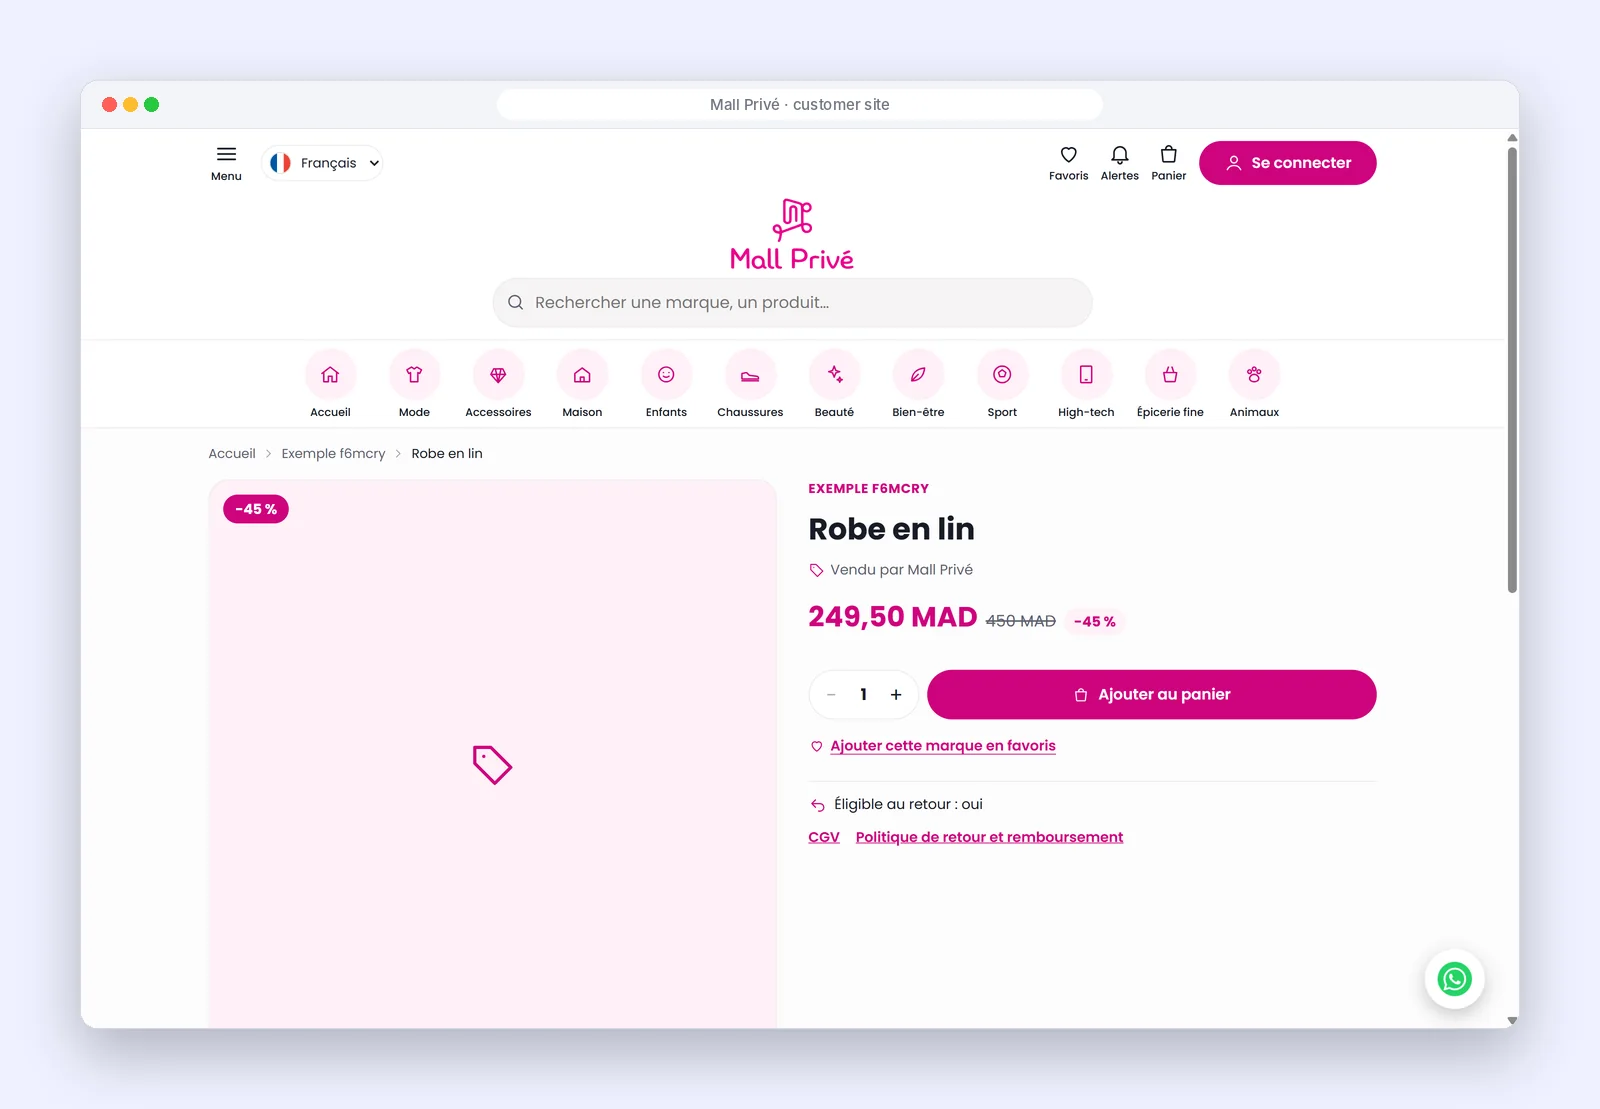 Mall Privé · customer site
Menu
Français
Favoris
Alertes
Panier
Se connecter
Mall Privé
Rechercher une marque, un produit...
Accueil
Mode
Accessoires
Maison
Enfants
Chaussures
Beauté
Bien-être
Sport
High-tech
Épicerie fine
Animaux
Accueil > Exemple f6mcry > Robe en lin
-45 %
EXEMPLE F6MCRY
Robe en lin
Vendu par Mall Privé
249,50 MAD 450 MAD -45 %
− 1 +
Ajouter au panier
Ajouter cette marque en favoris
Éligible au retour : oui
CGV Politique de retour et remboursement